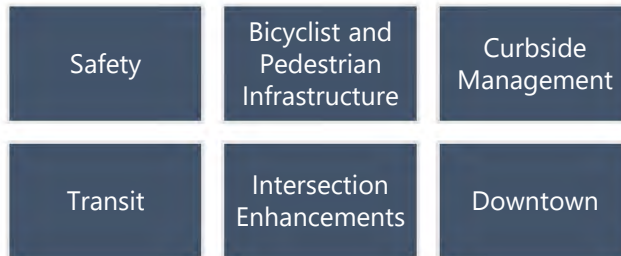 Safety
Bicyclist and
Pedestrian
Infrastructure
Curbside
Management
Transit
Intersection
Enhancements
Downtown